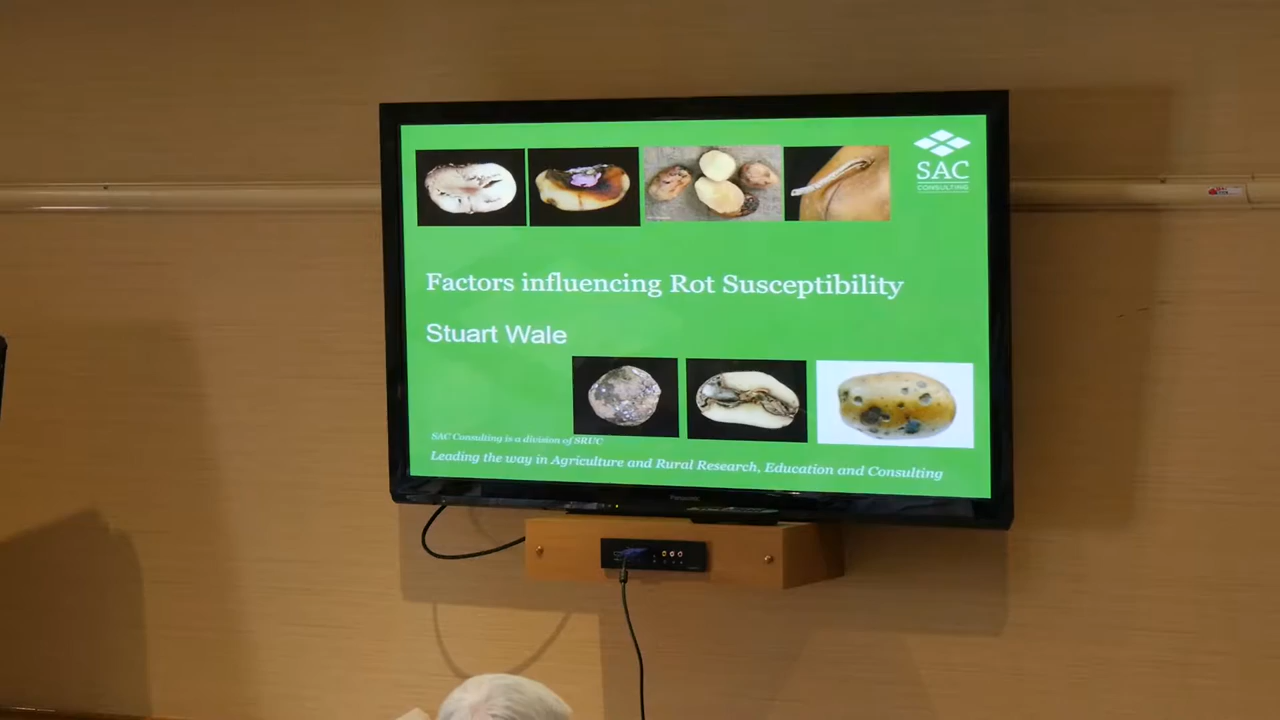 SAC
CONSULTING
Factors influencing Rot Susceptibility
Stuart Wale
SAC Consulting is a division of SRUC
Leading the way in Agriculture and Rural Research, Education and Consulting
Panasonic